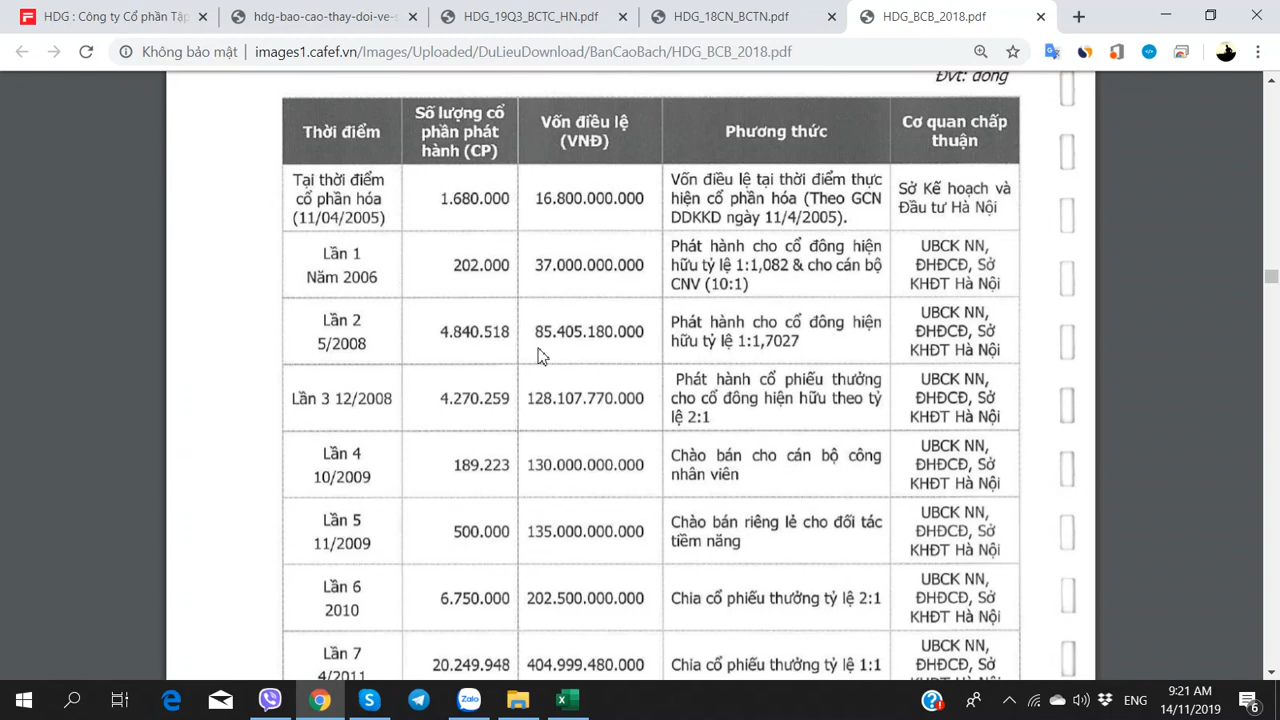 HDG : Công ty Cổ phần Tập
hdg-bao-cao-thay-doi-ve-s
HDG_19Q3_BCTC_HN.pdf
HDG_18CN_BCTN.pdf
HDG_BCB_2018.pdf
Không bảo mật
images1.cafef.vn/Images/Uploaded/DuLieuDownload/BanCaoBach/HDG_BCB_2018.pdf
Đvt: đồng
Thời điểm
Số lượng cổ
phần phát
hành (CP)
Vốn điều lệ
(VNĐ)
Phương thức
Cơ quan chấp
thuận
Tại thời điểm
cổ phần hóa
(11/04/2005)
1.680.000
16.800.000.000
Vốn điều lệ tại thời điểm thực
hiện cổ phần hóa (Theo GCN
DDKKD ngày 11/4/2005).
Sở Kế hoạch và
Đầu tư Hà Nội
Lần 1
Năm 2006
202.000
37.000.000.000
Phát hành cho cổ đông hiện
hữu tỷ lệ 1:1,082 & cho cán bộ
CNV (10:1)
UBCK NN,
ĐHĐCĐ, Sở
KHĐT Hà Nội
Lần 2
5/2008
4.840.518
85.405.180.000
Phát hành cho cổ đông hiện
hữu tỷ lệ 1:1,7027
UBCK NN,
ĐHĐCĐ, Sở
KHĐT Hà Nội
Lần 3 12/2008
4.270.259
128.107.770.000
Phát hành cổ phiếu thưởng
cho cổ đông hiện hữu theo tỷ
lệ 2:1
UBCK NN,
ĐHĐCĐ, Sở
KHĐT Hà Nội
Lần 4
10/2009
189.223
130.000.000.000
Chào bán cho cán bộ công
nhân viên
UBCK NN,
ĐHĐCĐ, Sở
KHĐT Hà Nội
Lần 5
11/2009
500.000
135.000.000.000
Chào bán riêng lẻ cho đối tác
tiềm năng
UBCK NN,
ĐHĐCĐ, Sở
KHĐT Hà Nội
Lần 6
2010
6.750.000
202.500.000.000
Chia cổ phiếu thưởng tỷ lệ 2:1
UBCK NN,
ĐHĐCĐ, Sở
KHĐT Hà Nội
Lần 7
4/2011
20.249.948
404.999.480.000
Chia cổ phiếu thưởng tỷ lệ 1:1
UBCK NN,
ĐHĐCĐ, Sở
Zalo
ENG
9:21 AM
14/11/2019
6